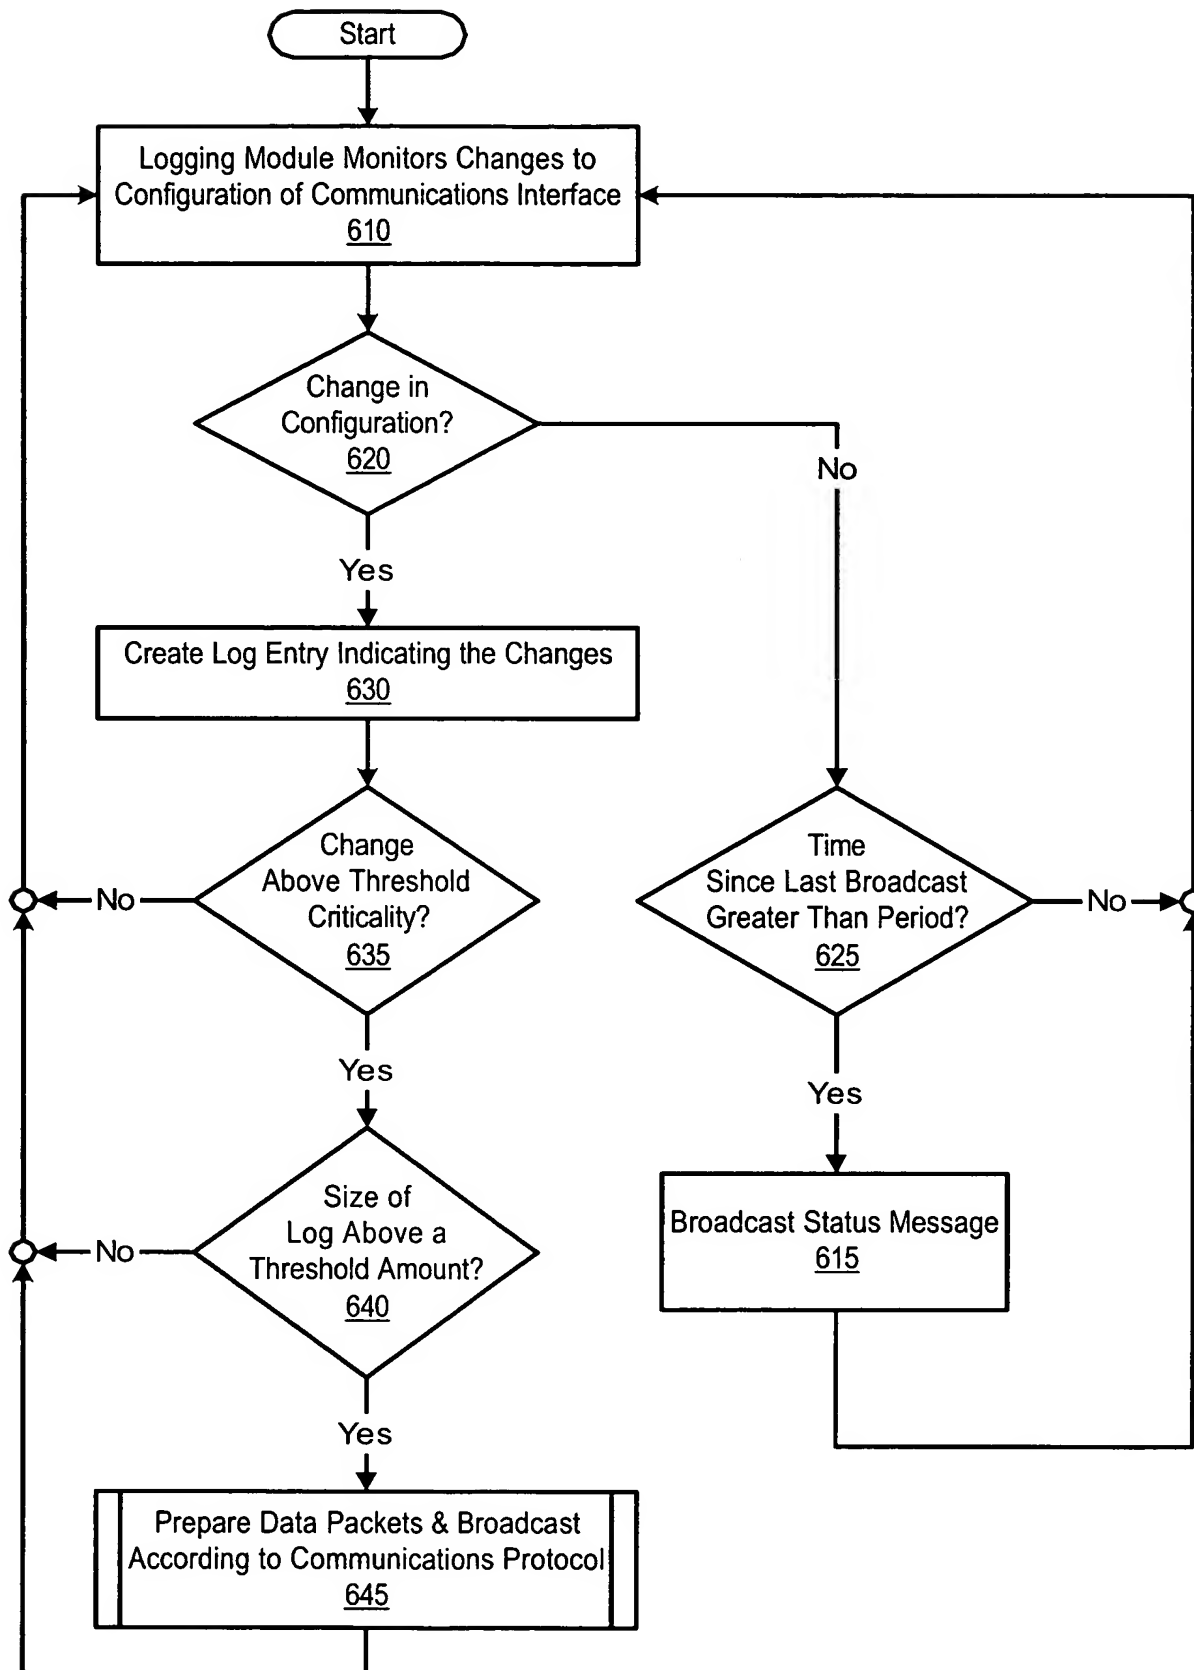 Start
Logging Module Monitors Changes to
Configuration of Communications Interface
610
Change in
Configuration?
620
No
Yes
Create Log Entry Indicating the Changes
630
Change
Above Threshold
Criticality?
635
No
Time
Since Last Broadcast
Greater Than Period?
625
No
Yes
Yes
Size of
Log Above a
Threshold Amount?
640
No
Broadcast Status Message
615
Yes
Prepare Data Packets & Broadcast
According to Communications Protocol
645